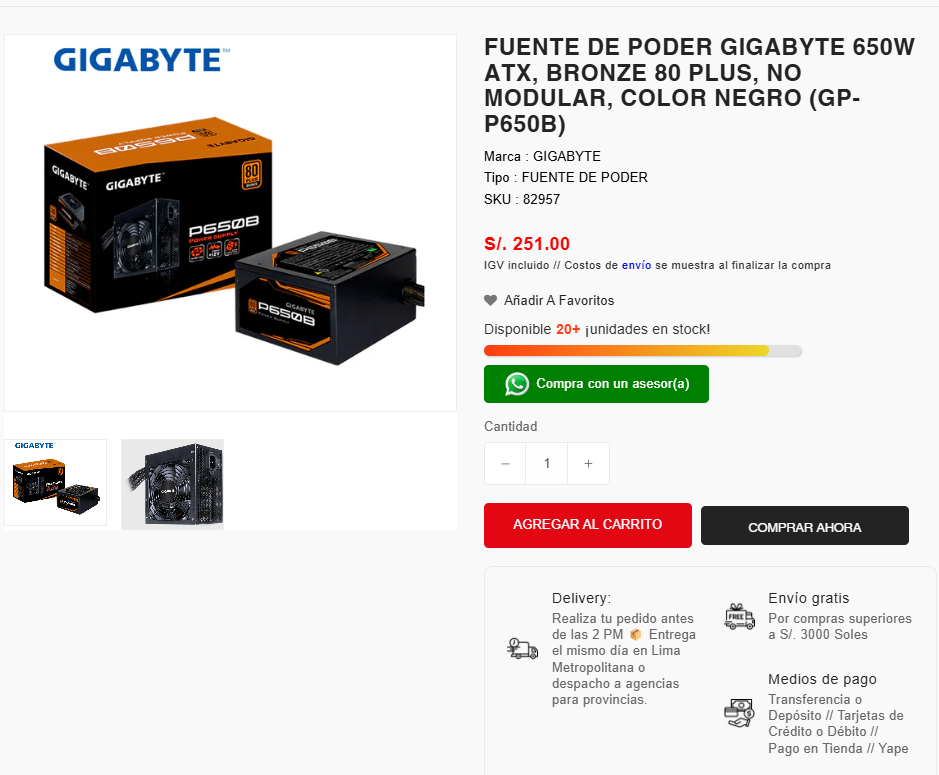 GIGABYTE™
GIGABYTE
GIGABYTE™
80
PLUS
P650B
POWER SUPPLY
GIGABYTE
P650B
POWER SUPPLY
GIGABYTE
FUENTE DE PODER GIGABYTE 650W
ATX, BRONZE 80 PLUS, NO
MODULAR, COLOR NEGRO (GP-
P650B)
Marca : GIGABYTE
Tipo : FUENTE DE PODER
SKU : 82957
S/. 251.00
IGV incluido // Costos de envío se muestra al finalizar la compra
Añadir A Favoritos
Disponible 20+ ¡unidades en stock!
Compra con un asesor(a)
Cantidad
− 1 +
AGREGAR AL CARRITO
COMPRAR AHORA
Delivery:
Realiza tu pedido antes
de las 2 PM 📦 Entrega
el mismo día en Lima
Metropolitana o
despacho a agencias
para provincias.
FREE
Envío gratis
Por compras superiores
a S/. 3000 Soles
Medios de pago
Transferencia o
Depósito // Tarjetas de
Crédito o Débito //
Pago en Tienda // Yape